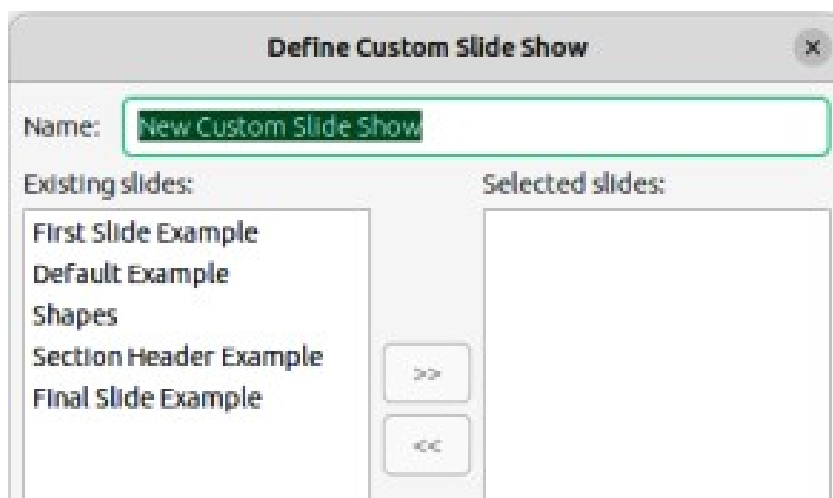 Define Custom Slide Show
Name: New Custom Slide Show
Existing slides: Selected slides:
First Slide Example
Default Example
Shapes
Section Header Example
Final Slide Example
>>
<<